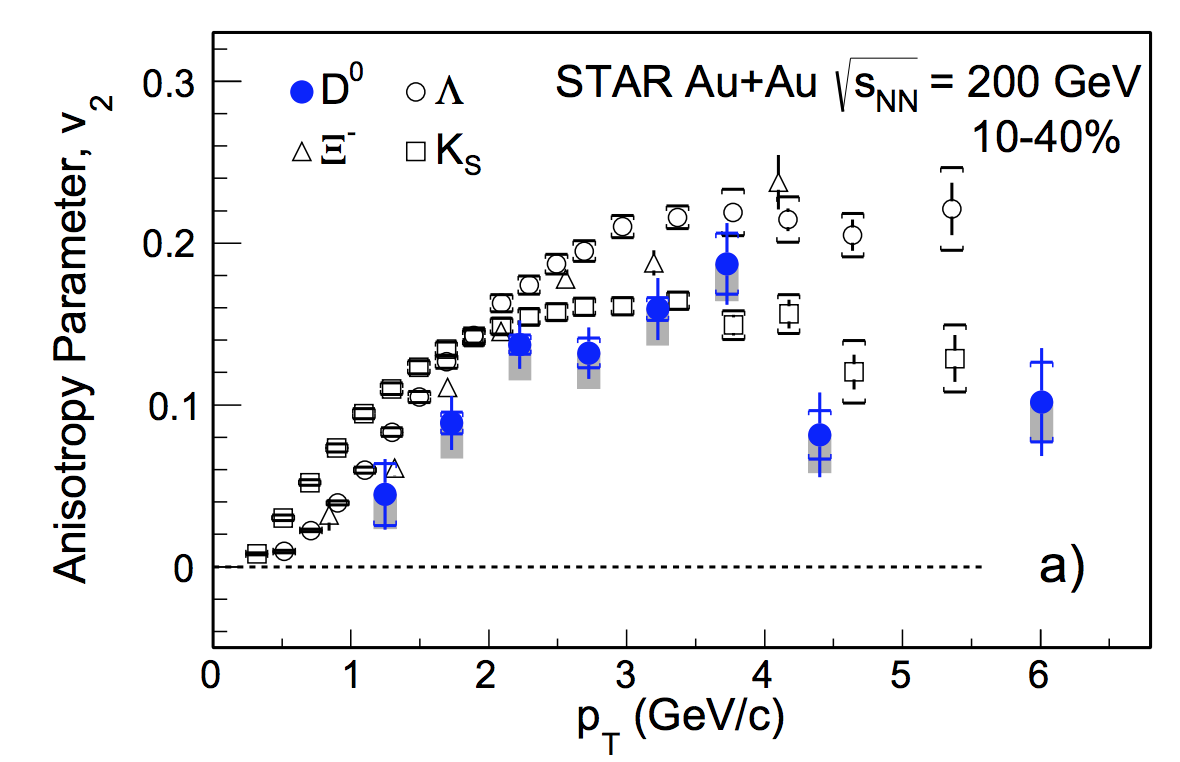 STAR Au+Au √sNN = 200 GeV
10-40%
D⁰
Λ
Ξ⁻
KS
Anisotropy Parameter, v₂
0.3
0.2
0.1
0
a)
0 1 2 3 4 5 6
pT (GeV/c)